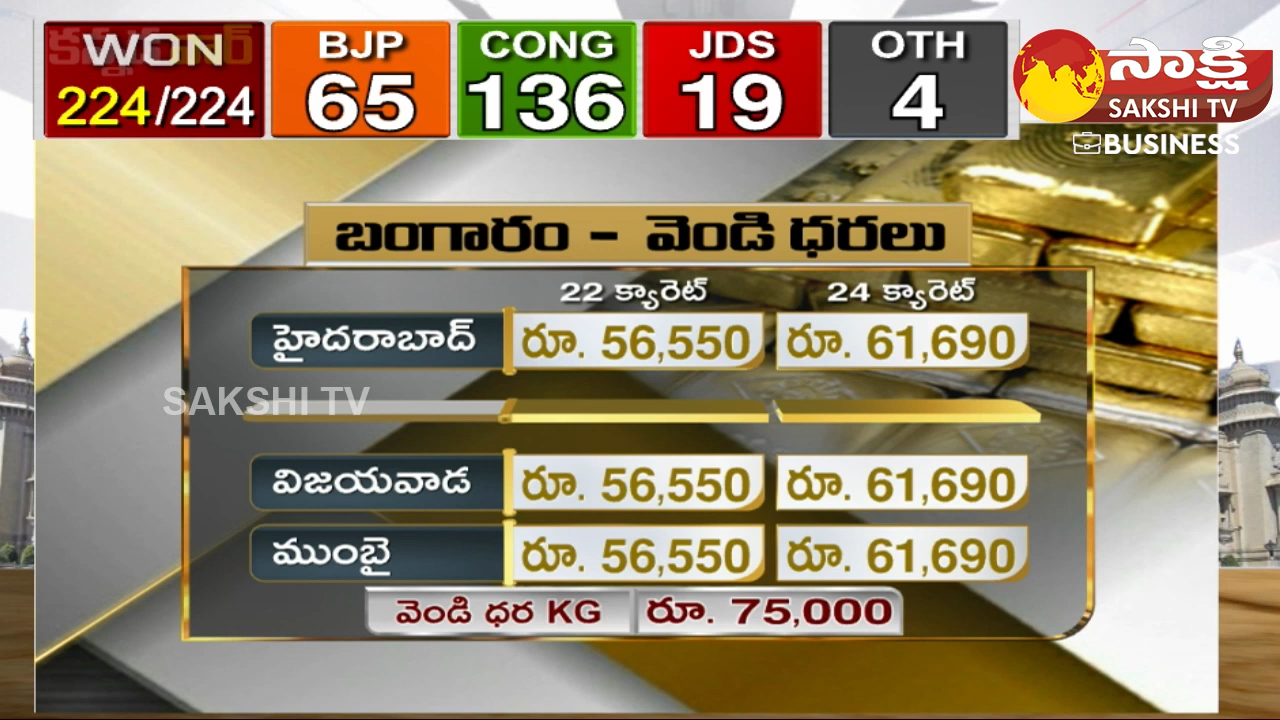 WON BJP CONG JDS OTH
224/224 65 136 19 4
సాక్షి
SAKSHI TV
BUSINESS
బంగారం - వెండి ధరలు
22 క్యారెట్ 24 క్యారెట్
హైదరాబాద్ రూ. 56,550 రూ. 61,690
SAKSHI TV
విజయవాడ రూ. 56,550 రూ. 61,690
ముంబై రూ. 56,550 రూ. 61,690
వెండి ధర KG రూ. 75,000